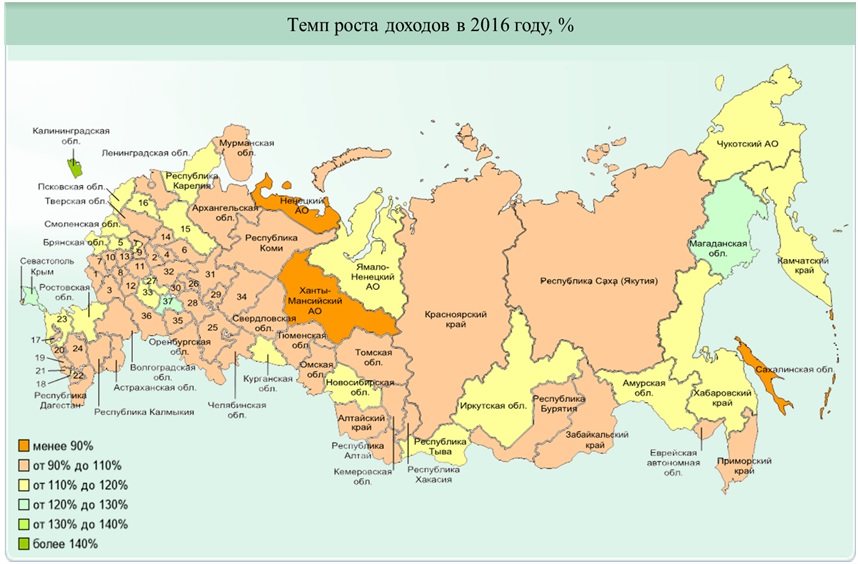 Темп роста доходов в 2016 году, %
Калининградская
обл.
Ленинградская обл.
Мурманская
обл.
Псковская обл.
Тверская обл.
Республика
Карелия
Смоленская обл.
Брянская обл.
Архангельская
обл.
Ненецкий
АО
Республика
Коми
Севастополь
Крым
Ростовская
обл.
Ямало-
Ненецкий
АО
Ханты-
Мансийский
АО
Красноярский
край
Республика Саха (Якутия)
Чукотский АО
Магаданская
обл.
Камчатский
край
Сахалинская обл.
16
15
14
5
7
10
13
9
2
4
6
1
8
11
32
3
12
27
33
30
26
31
37
28
29
34
36
35
25
23
17
20
24
19
21
22
18
Свердловская
обл.
Тюменская
обл.
Оренбургская
обл.
Омская
обл.
Томская
обл.
Курганская
обл.
Новосибирская
обл.
Волгоградская
обл.
Астраханская обл.
Республика
Дагестан
Республика Калмыкия
Челябинская
обл.
Алтайский
край
Республика
Алтай
Кемеровская
обл.
Республика
Хакасия
Республика
Тыва
Иркутская обл.
Республика
Бурятия
Забайкальский
край
Амурская
обл.
Хабаровский
край
Еврейская
автономная
обл.
Приморский
край
менее 90%
от 90% до 110%
от 110% до 120%
от 120% до 130%
от 130% до 140%
более 140%